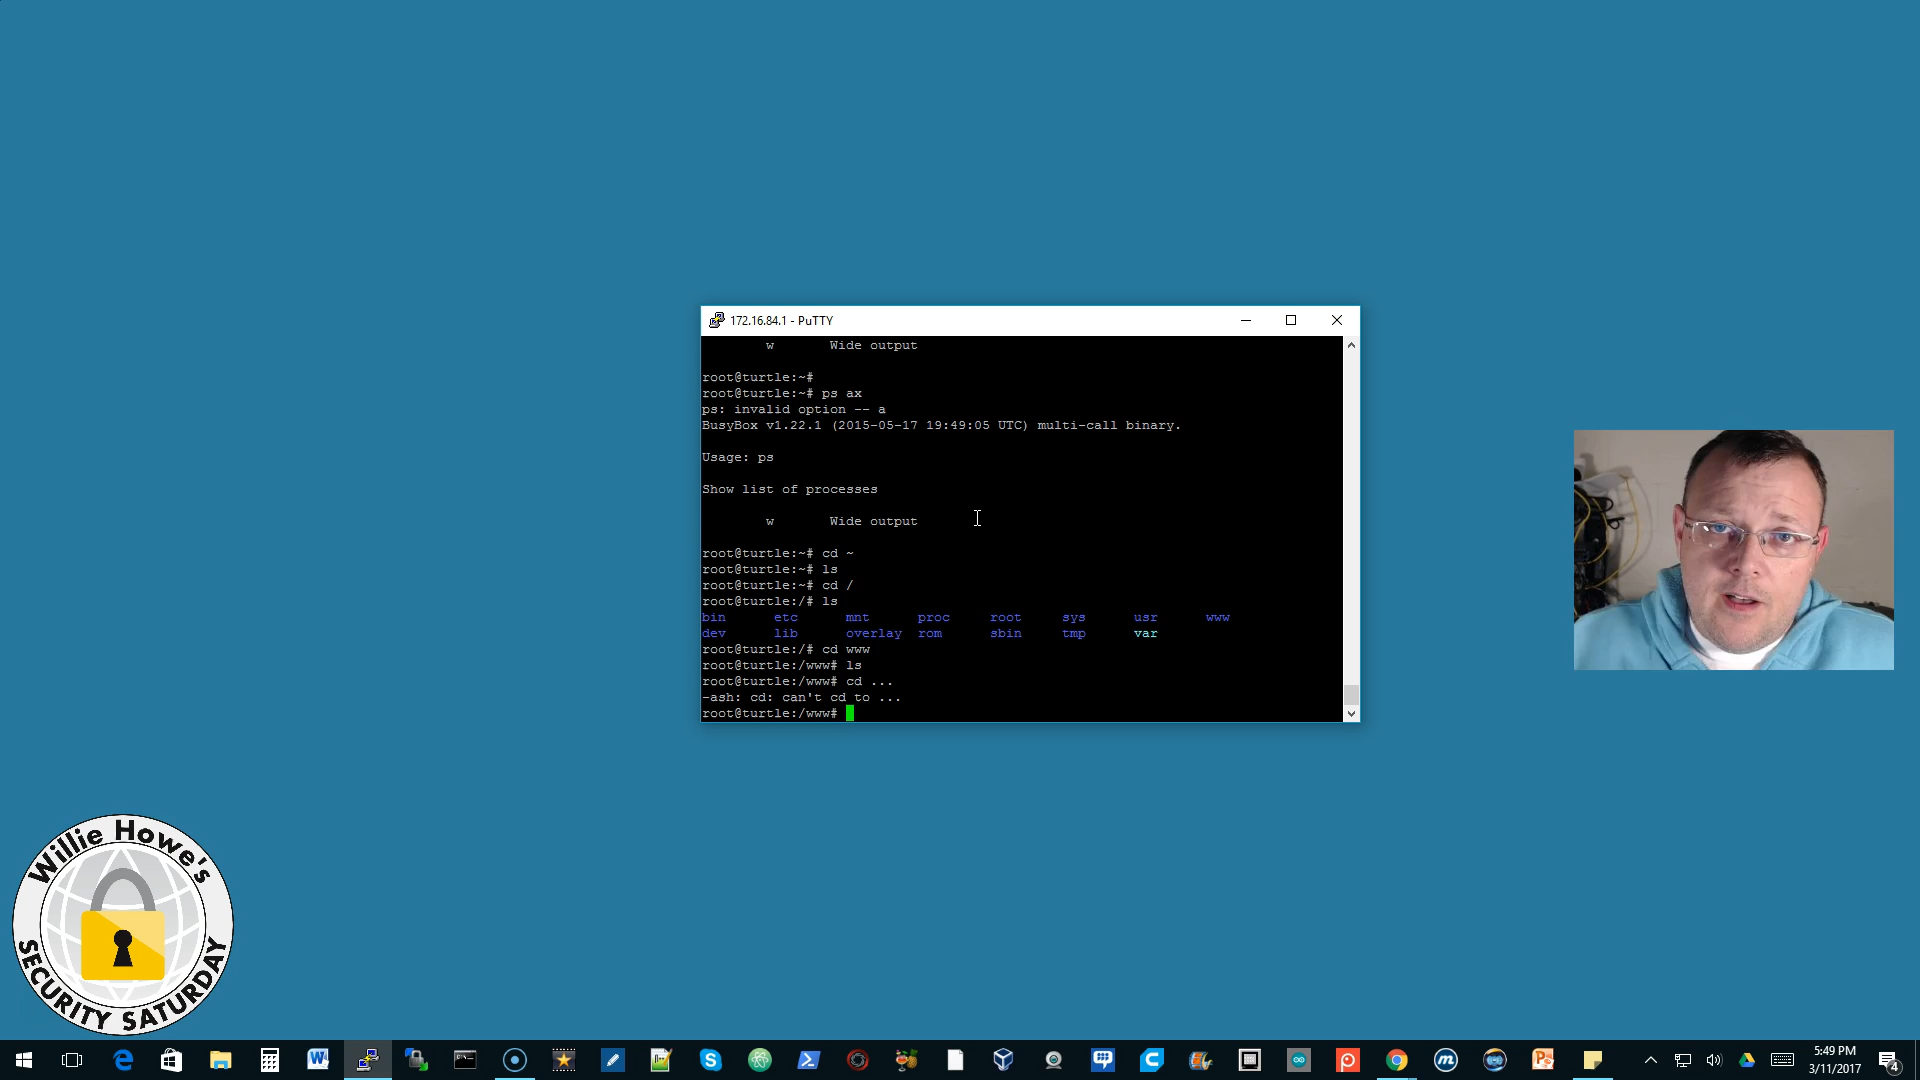 172.16.84.1 - PuTTY
w Wide output
root@turtle:~#
root@turtle:~# ps ax
ps: invalid option -- a
BusyBox v1.22.1 (2015-05-17 19:49:05 UTC) multi-call binary.
Usage: ps
Show list of processes
w Wide output
root@turtle:~# cd ~
root@turtle:~# ls
root@turtle:~# cd /
root@turtle:/# ls
bin etc mnt proc root sys usr www
dev lib overlay rom sbin tmp var
root@turtle:/# cd www
root@turtle:/www# ls
root@turtle:/www# cd ...
-ash: cd: can't cd to ...
root@turtle:/www#
Willie Howe's
SECURITY SATURDAY
5:49 PM
3/11/2017
4